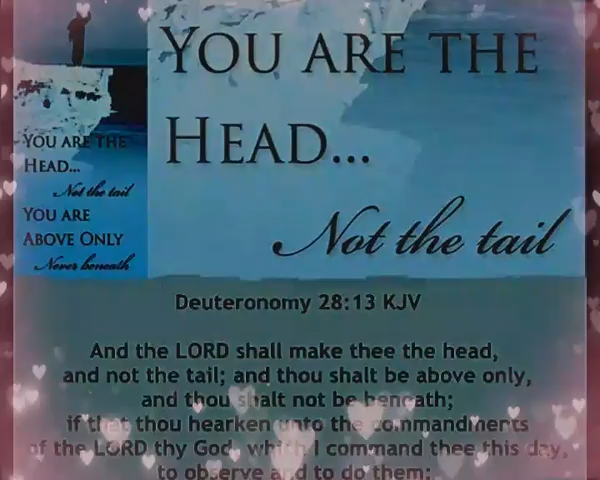 YOU ARE THE
HEAD...
Not the tail
YOU ARE
ABOVE ONLY
Never beneath
YOU ARE THE
HEAD...
Not the tail
Deuteronomy 28:13 KJV
And the LORD shall make thee the head,
and not the tail; and thou shalt be above only,
and thou shalt not be beneath;
if that thou hearken unto the commandments
of the LORD thy God, which I command thee this day,
to observe and to do them: